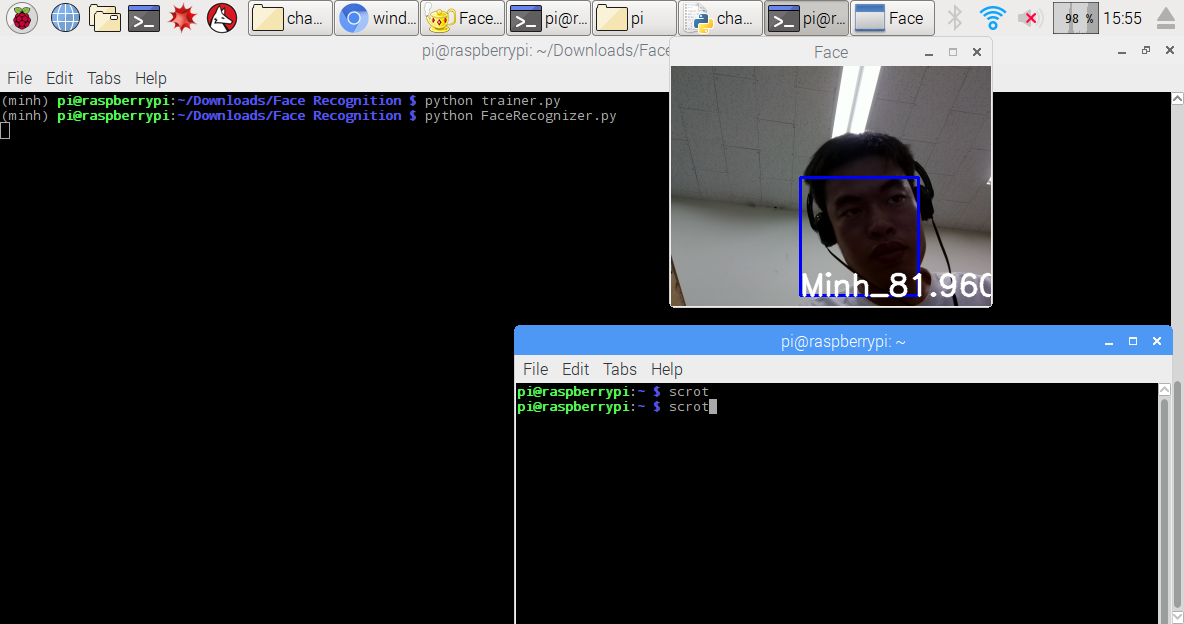 cha...
wind...
Face...
pi@r...
pi
cha...
pi@r...
Face
98 %
15:55
pi@raspberrypi: ~/Downloads/Face
File Edit Tabs Help
(minh) pi@raspberrypi:~/Downloads/Face Recognition $ python trainer.py
(minh) pi@raspberrypi:~/Downloads/Face Recognition $ python FaceRecognizer.py
Face
Minh_81.960
pi@raspberrypi: ~
File Edit Tabs Help
pi@raspberrypi:~ $ scrot
pi@raspberrypi:~ $ scrot